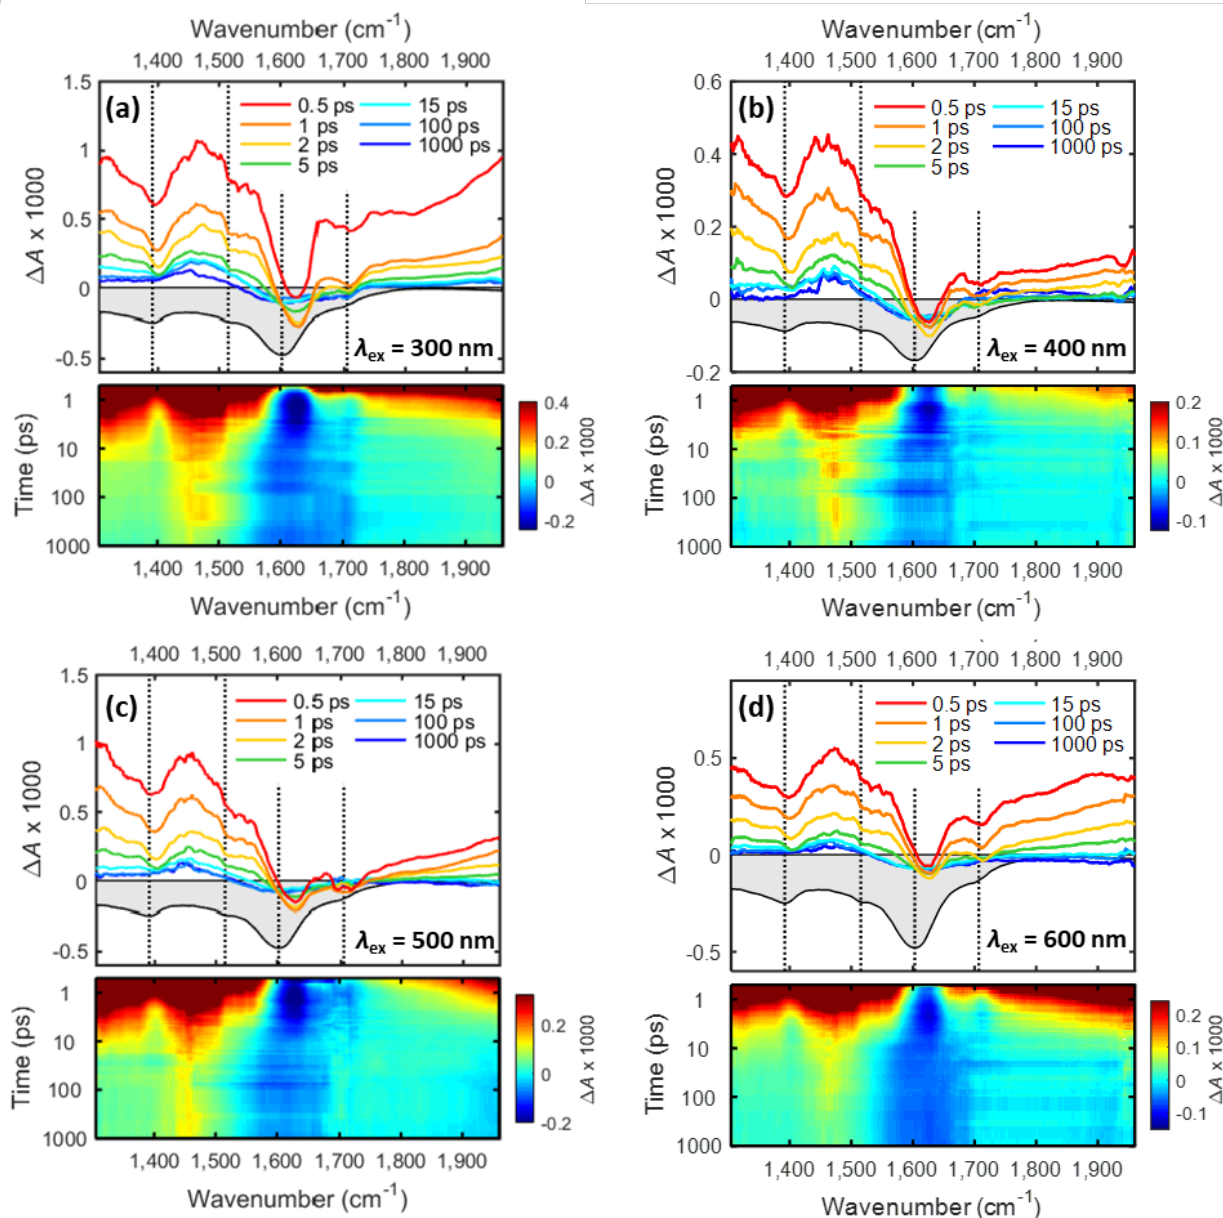 Wavenumber (cm-1)
1,400 1,500 1,600 1,700 1,800 1,900
1.5
1
0.5
0
-0.5
ΔA x 1000
(a)
0.5 ps 15 ps
1 ps 100 ps
2 ps 1000 ps
5 ps
λex = 300 nm
Time (ps)
1
10
100
1000
0.4
0.2
0
-0.2
ΔA x 1000
1,400 1,500 1,600 1,700 1,800 1,900
Wavenumber (cm-1)
Wavenumber (cm-1)
1,400 1,500 1,600 1,700 1,800 1,900
0.6
0.4
0.2
0
-0.2
ΔA x 1000
(b)
0.5 ps 15 ps
1 ps 100 ps
2 ps 1000 ps
5 ps
λex = 400 nm
Time (ps)
1
10
100
1000
0.2
0.1
0
-0.1
ΔA x 1000
1,400 1,500 1,600 1,700 1,800 1,900
Wavenumber (cm-1)
1,400 1,500 1,600 1,700 1,800 1,900
1.5
1
0.5
0
-0.5
ΔA x 1000
(c)
0.5 ps 15 ps
1 ps 100 ps
2 ps 1000 ps
5 ps
λex = 500 nm
Time (ps)
1
10
100
1000
0.2
0
-0.2
ΔA x 1000
1,400 1,500 1,600 1,700 1,800 1,900
Wavenumber (cm-1)
1,400 1,500 1,600 1,700 1,800 1,900
0.5
0
-0.5
ΔA x 1000
(d)
0.5 ps 15 ps
1 ps 100 ps
2 ps 1000 ps
5 ps
λex = 600 nm
Time (ps)
1
10
100
1000
0.2
0.1
0
-0.1
ΔA x 1000
1,400 1,500 1,600 1,700 1,800 1,900
Wavenumber (cm-1)